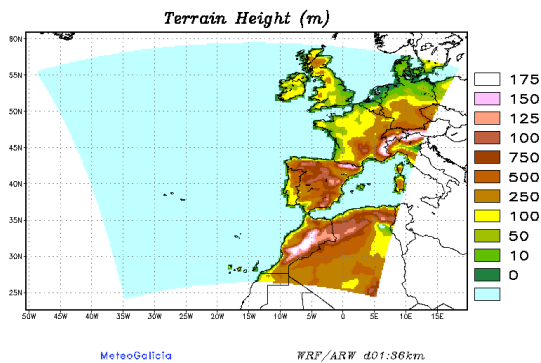 Terrain Height (m)
60N
55N
50N
45N
40N
35N
30N
25N
50W 45W 40W 35W 30W 25W 20W 15W 10W 5W 0 5E 10E 15E
175
150
125
100
750
500
250
100
50
10
0
MeteoGalicia
WRF/ARW d01:36km